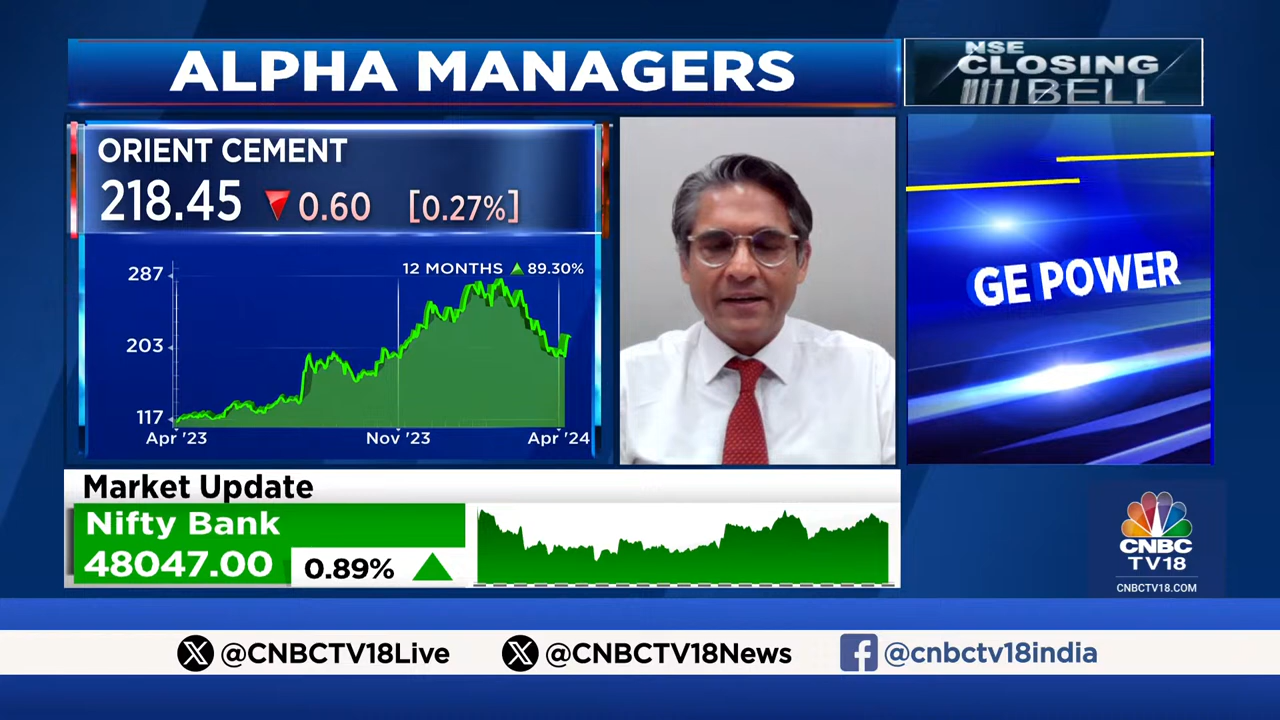 ALPHA MANAGERS
NSE
CLOSING
BELL
ORIENT CEMENT
218.45 ▼ 0.60 [0.27%]
12 MONTHS ▲ 89.30%
287
203
117
Apr '23 Nov '23 Apr '24
GE POWER
Market Update
Nifty Bank
48047.00 0.89% ▲
CNBC
TV18
CNBCTV18.COM
@CNBCTV18Live @CNBCTV18News @cnbctv18india